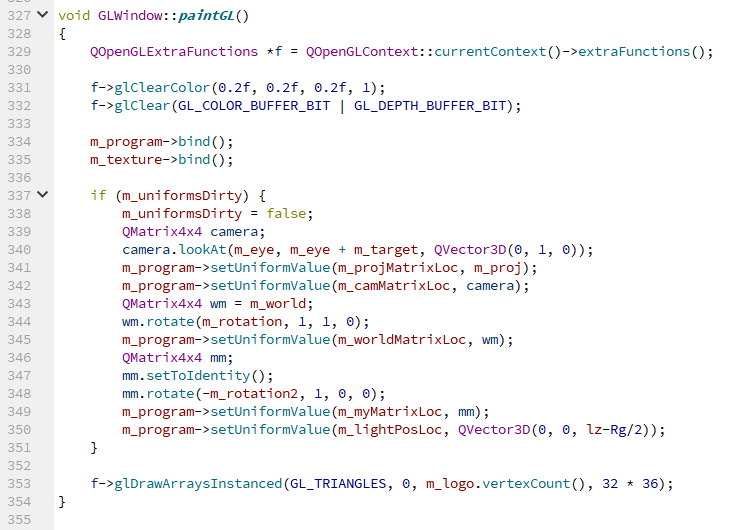 327 void GLWindow::paintGL()
328 {
329     QOpenGLExtraFunctions *f = QOpenGLContext::currentContext()->extraFunctions();
330
331     f->glClearColor(0.2f, 0.2f, 0.2f, 1);
332     f->glClear(GL_COLOR_BUFFER_BIT | GL_DEPTH_BUFFER_BIT);
333
334     m_program->bind();
335     m_texture->bind();
336
337     if (m_uniformsDirty) {
338         m_uniformsDirty = false;
339         QMatrix4x4 camera;
340         camera.lookAt(m_eye, m_eye + m_target, QVector3D(0, 1, 0));
341         m_program->setUniformValue(m_projMatrixLoc, m_proj);
342         m_program->setUniformValue(m_camMatrixLoc, camera);
343         QMatrix4x4 wm = m_world;
344         wm.rotate(m_rotation, 1, 1, 0);
345         m_program->setUniformValue(m_worldMatrixLoc, wm);
346         QMatrix4x4 mm;
347         mm.setToIdentity();
348         mm.rotate(-m_rotation2, 1, 0, 0);
349         m_program->setUniformValue(m_myMatrixLoc, mm);
350         m_program->setUniformValue(m_lightPosLoc, QVector3D(0, 0, lz-Rg/2));
351     }
352
353     f->glDrawArraysInstanced(GL_TRIANGLES, 0, m_logo.vertexCount(), 32 * 36);
354 }
355